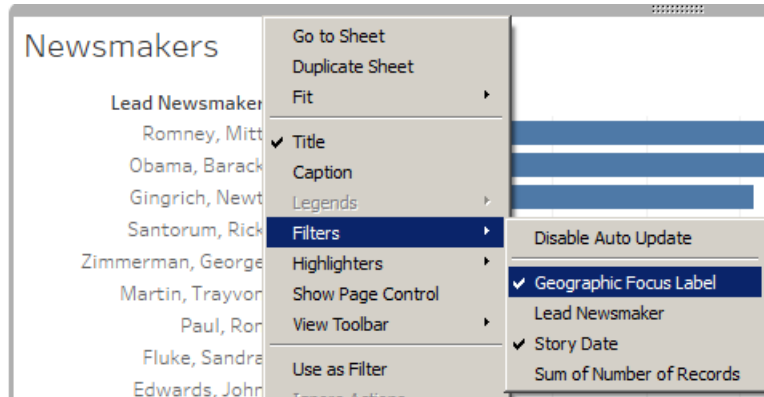 Newsmakers
Lead Newsmaker
Romney, Mitt
Obama, Barack
Gingrich, Newt
Santorum, Rick
Zimmerman, George
Martin, Trayvon
Paul, Ron
Fluke, Sandra
Edwards, John
Go to Sheet
Duplicate Sheet
Fit
Title
Caption
Legends
Filters
Highlighters
Show Page Control
View Toolbar
Use as Filter
Ignore Actions
Disable Auto Update
Geographic Focus Label
Lead Newsmaker
Story Date
Sum of Number of Records